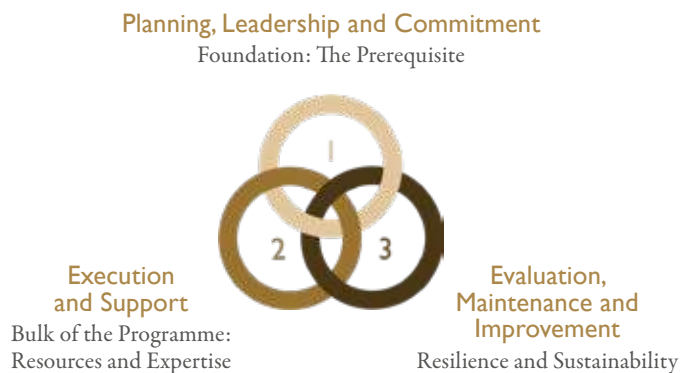 Planning, Leadership and Commitment
Foundation: The Prerequisite
1
2
3
Execution
and Support
Bulk of the Programme:
Resources and Expertise
Evaluation,
Maintenance and
Improvement
Resilience and Sustainability